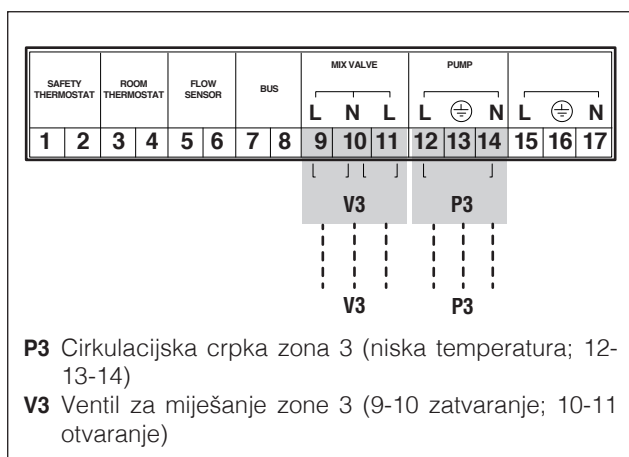 SAFETY THERMOSTAT ROOM THERMOSTAT FLOW SENSOR BUS MIX VALVE PUMP
L N L L ⏚ N L ⏚ N
1 2 3 4 5 6 7 8 9 10 11 12 13 14 15 16 17
V3 P3
V3 P3
P3 Cirkulacijska crpka zona 3 (niska temperatura; 12-
13-14)
V3 Ventil za miješanje zone 3 (9-10 zatvaranje; 10-11
otvaranje)